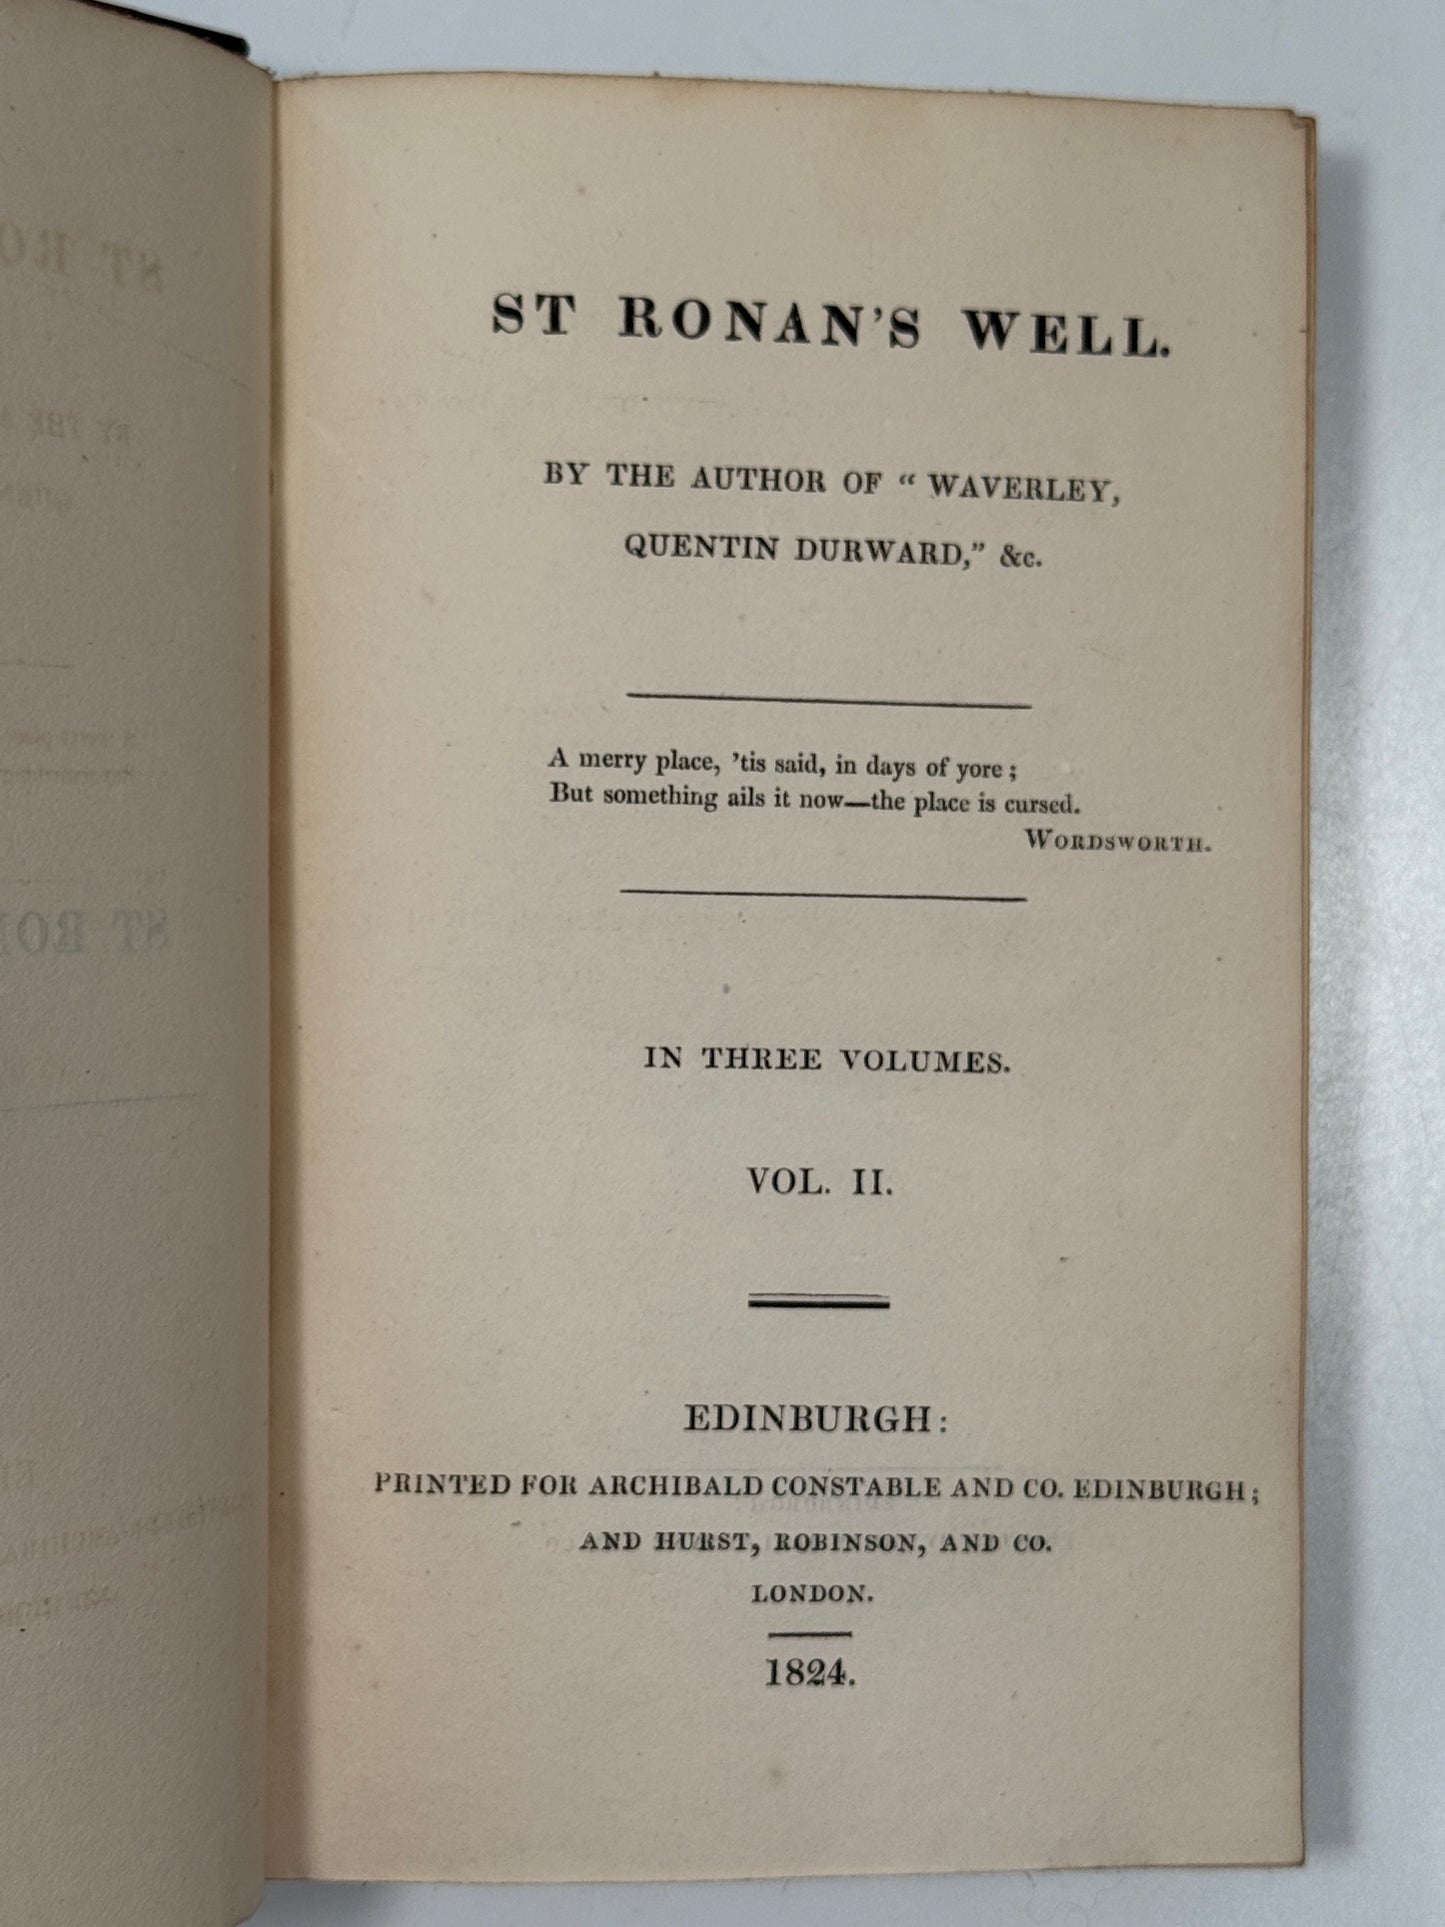 ST RONAN'S WELL.
BY THE AUTHOR OF " WAVERLEY,
QUENTIN DURWARD," &c.
A merry place, 'tis said, in days of yore ;
But something ails it now—the place is cursed.
WORDSWORTH.
IN THREE VOLUMES.
VOL. II.
EDINBURGH:
PRINTED FOR ARCHIBALD CONSTABLE AND CO. EDINBURGH;
AND HURST, ROBINSON, AND CO.
LONDON.
1824.